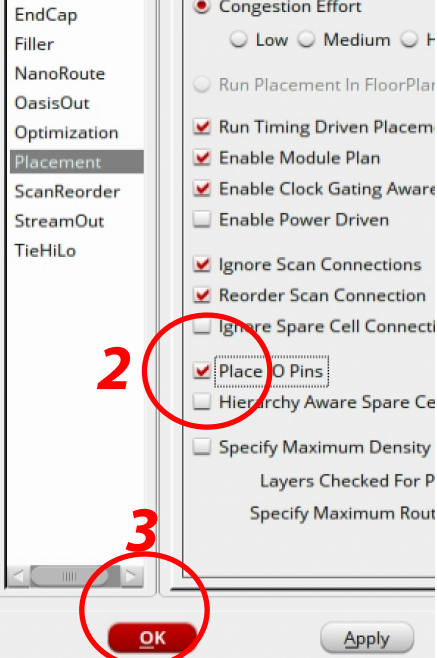 EndCap
Filler
NanoRoute
OasisOut
Optimization
Placement
ScanReorder
StreamOut
TieHiLo
Congestion Effort
Low Medium H
Run Placement In FloorPlan
Run Timing Driven Placem
Enable Module Plan
Enable Clock Gating Aware
Enable Power Driven
Ignore Scan Connections
Reorder Scan Connection
Ignore Spare Cell Connecti
2
Place IO Pins
Hierarchy Aware Spare Ce
Specify Maximum Density
Layers Checked For P
Specify Maximum Rout
3
OK
Apply